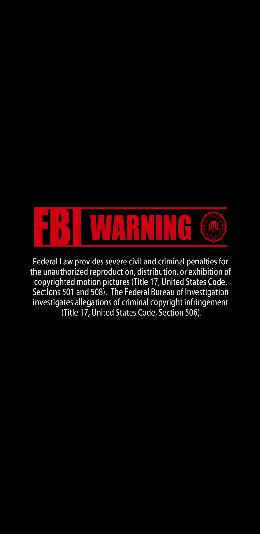 FBI WARNING
Federal Law provides severe civil and criminal penalties for
the unauthorized reproduction, distribution, or exhibition of
copyrighted motion pictures (Title 17, United States Code,
Sections 501 and 508). The Federal Bureau of Investigation
investigates allegations of criminal copyright infringement
(Title 17, United States Code, Section 506).